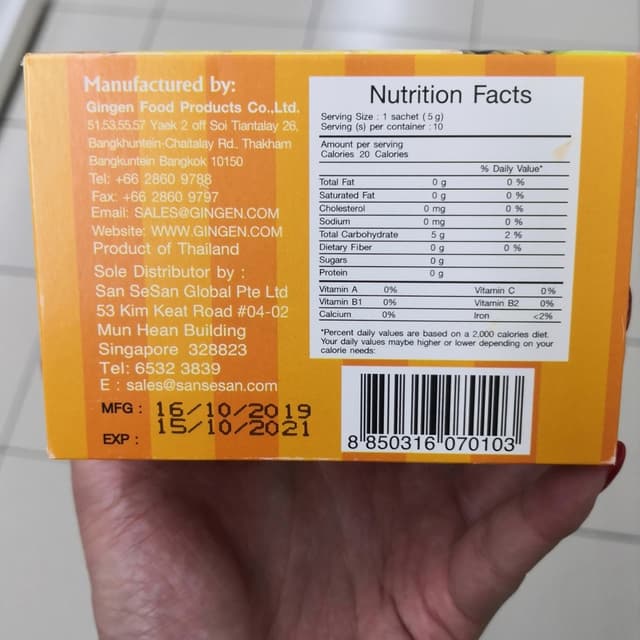 Manufactured by:
Gingen Food Products Co.,Ltd.
51.53.55.57 Yaek 2 off Soi Tiantalay 26,
Bangkhuntein-Chaitalay Rd., Thakham
Bangkuntein Bangkok 10150
Tel: +66 2860 9788
Fax: +66 2860 9797
Email: SALES@GINGEN.COM
Website: WWW.GINGEN.COM
Product of Thailand
Sole Distributor by :
San SeSan Global Pte Ltd
53 Kim Keat Road #04-02
Mun Hean Building
Singapore 328823
Tel: 6532 3839
E : sales@sansesan.com
MFG : 16/10/2019
EXP : 15/10/2021
Nutrition Facts
Serving Size : 1 sachet ( 5 g)
Serving (s) per container : 10
Amount per serving
Calories 20 Calories
% Daily Value*
Total Fat 0 g 0 %
Saturated Fat 0 g 0 %
Cholesterol 0 mg 0 %
Sodium 0 mg 0 %
Total Carbohydrate 5 g 2 %
Dietary Fiber 0 g 0 %
Sugars 0 g
Protein 0 g
Vitamin A 0% Vitamin C 0%
Vitamin B1 0% Vitamin B2 0%
Calcium 0% Iron <2%
*Percent daily values are based on a 2,000 calories diet.
Your daily values maybe higher or lower depending on your
calorie needs:
8 850316 070103